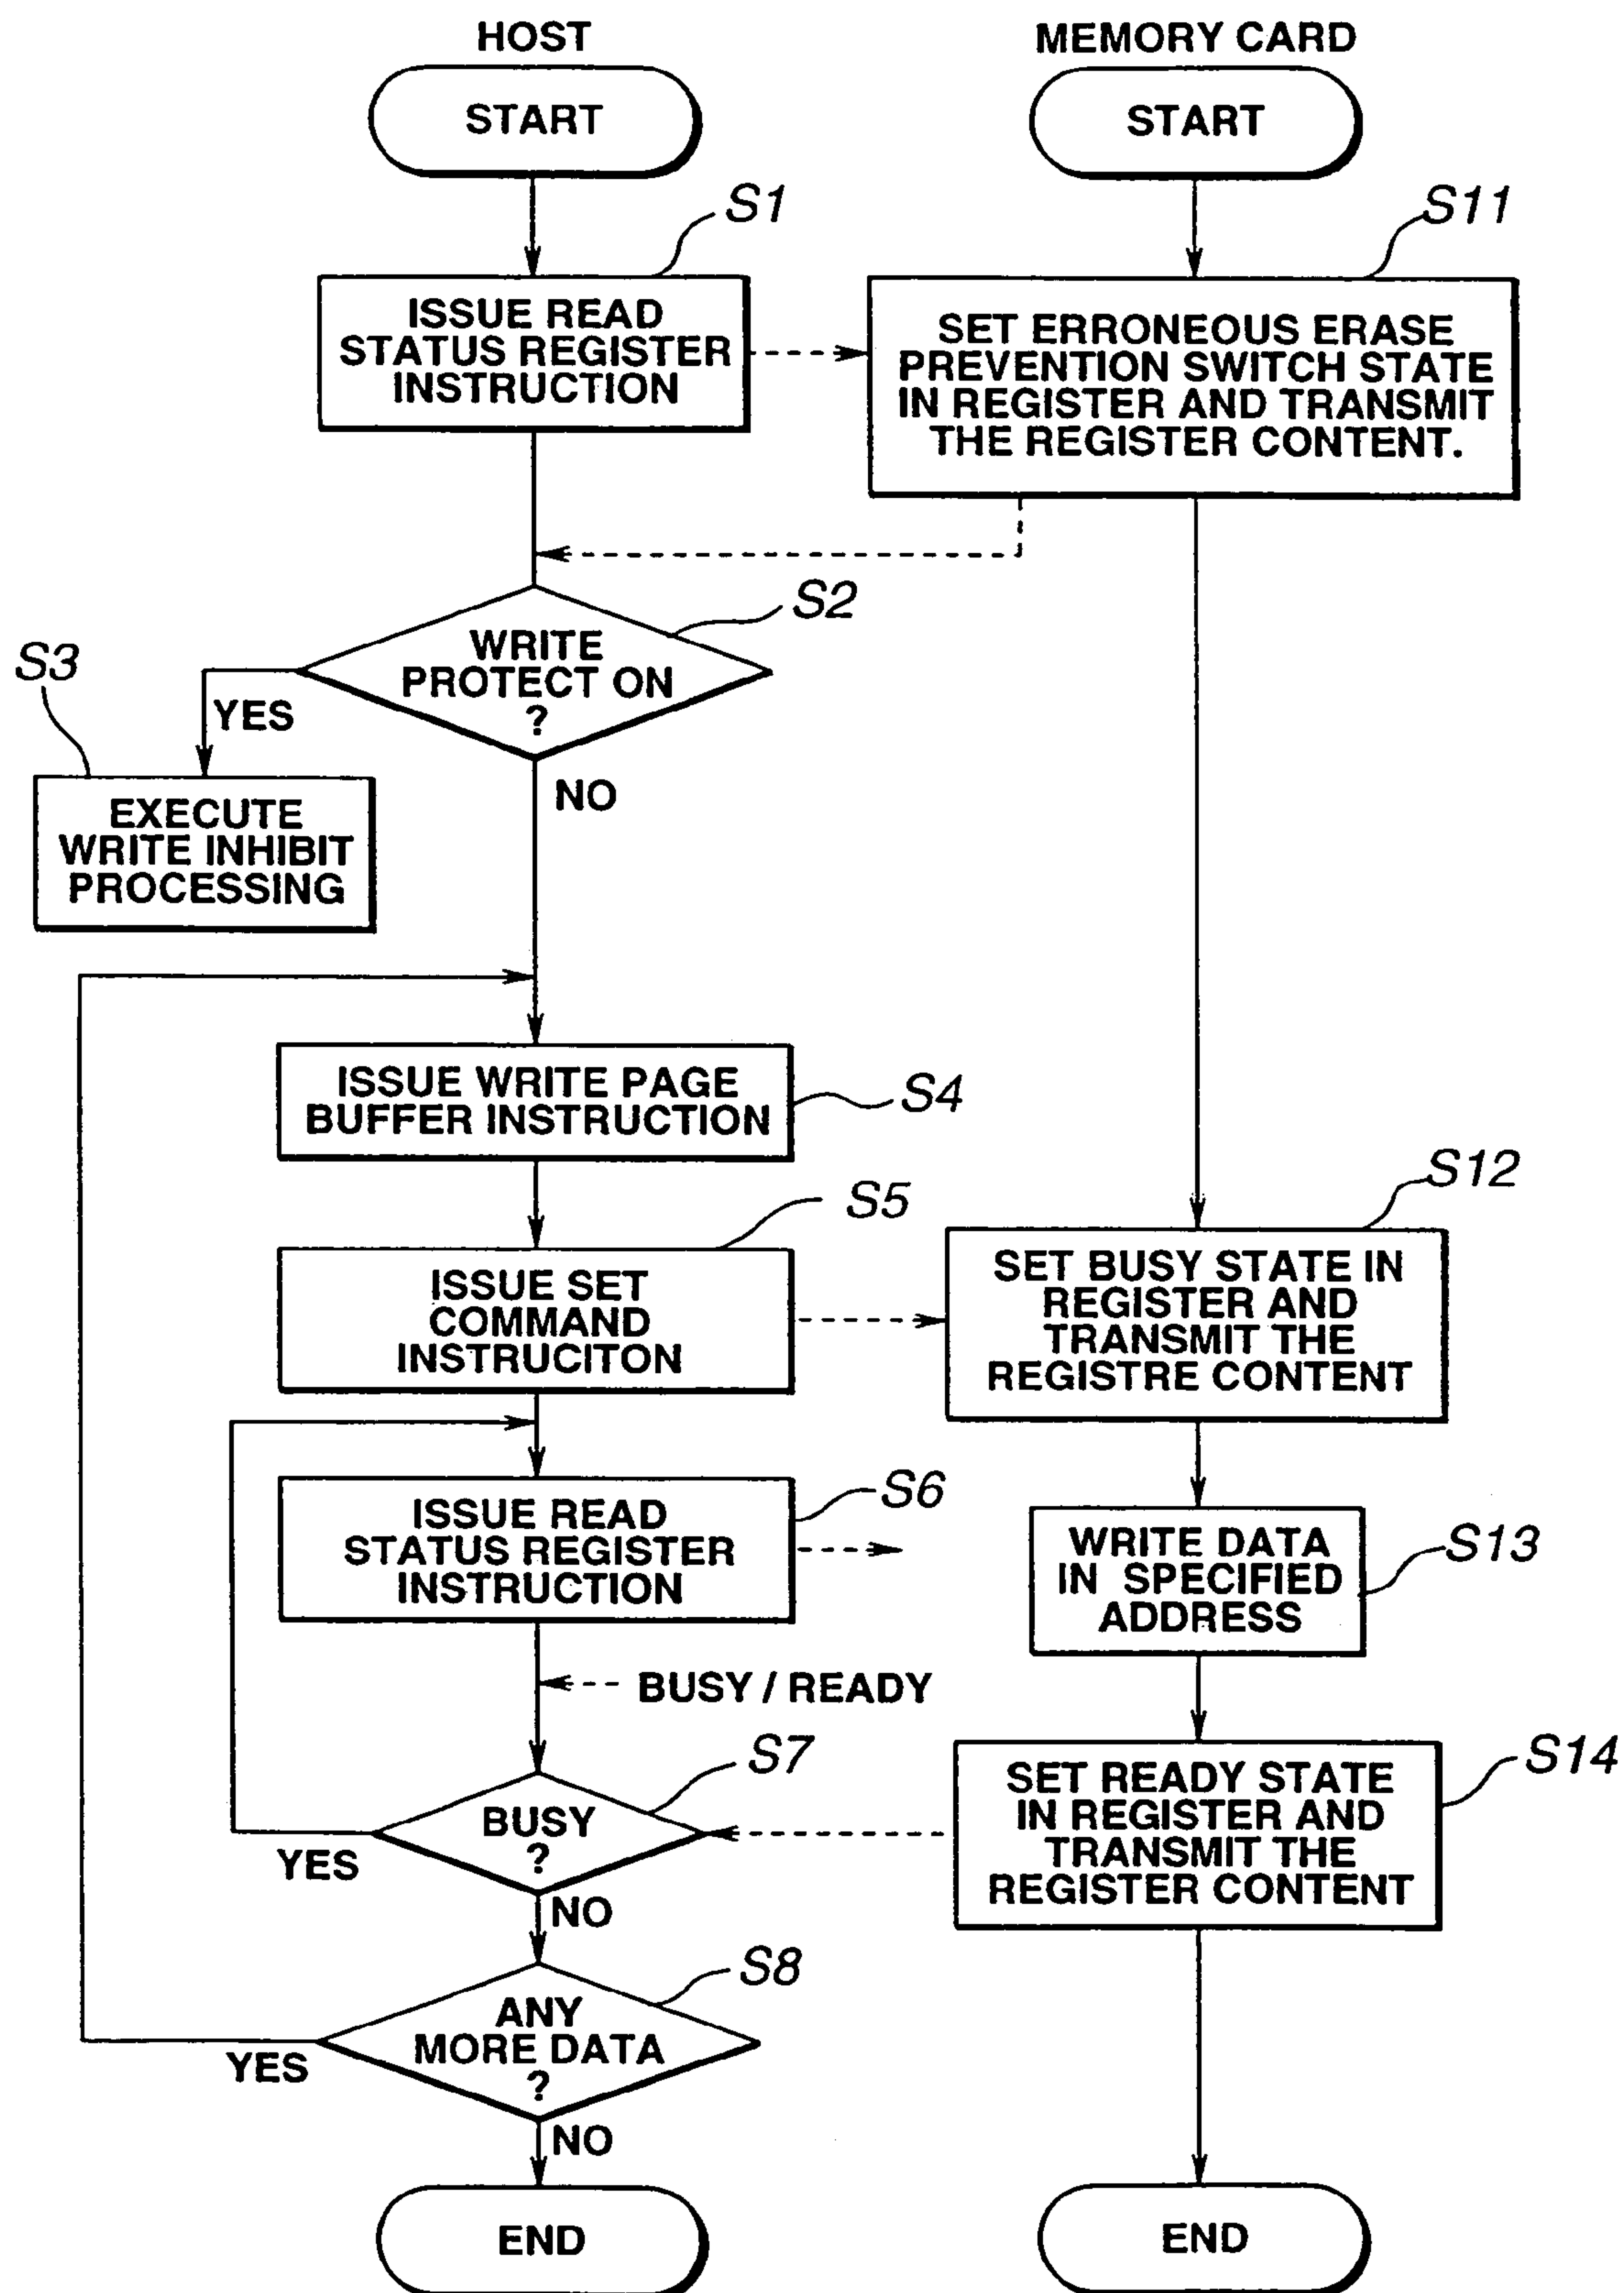 HOST
MEMORY CARD
START
START
S1
S11
ISSUE READ
STATUS REGISTER
INSTRUCTION
SET ERRONEOUS ERASE
PREVENTION SWITCH STATE
IN REGISTER AND TRANSMIT
THE REGISTER CONTENT.
S2
WRITE
PROTECT ON
?
S3
YES
NO
EXECUTE
WRITE INHIBIT
PROCESSING
ISSUE WRITE PAGE
BUFFER INSTRUCTION
S4
S5
S12
ISSUE SET
COMMAND
INSTRUCITON
SET BUSY STATE IN
REGISTER AND
TRANSMIT THE
REGISTRE CONTENT
S6
ISSUE READ
STATUS REGISTER
INSTRUCTION
WRITE DATA
IN SPECIFIED
ADDRESS
S13
BUSY / READY
S7
BUSY
?
YES
NO
SET READY STATE
IN REGISTER AND
TRANSMIT THE
REGISTER CONTENT
S14
S8
ANY
MORE DATA
?
YES
NO
END
END